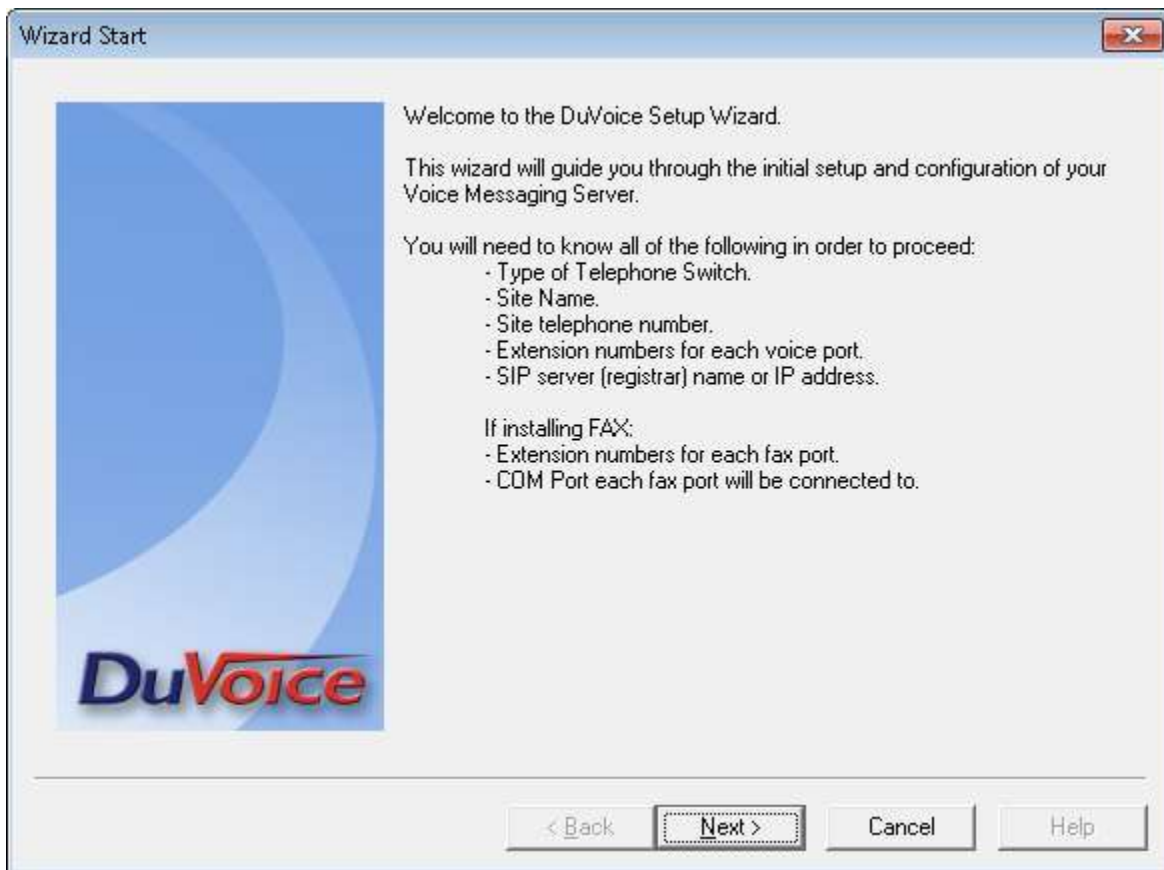 Wizard Start
Welcome to the DuVoice Setup Wizard.
This wizard will guide you through the initial setup and configuration of your
Voice Messaging Server.
You will need to know all of the following in order to proceed:
- Type of Telephone Switch.
- Site Name.
- Site telephone number.
- Extension numbers for each voice port.
- SIP server (registrar) name or IP address.
If installing FAX:
- Extension numbers for each fax port.
- COM Port each fax port will be connected to.
DuVoice
< Back
Next >
Cancel
Help